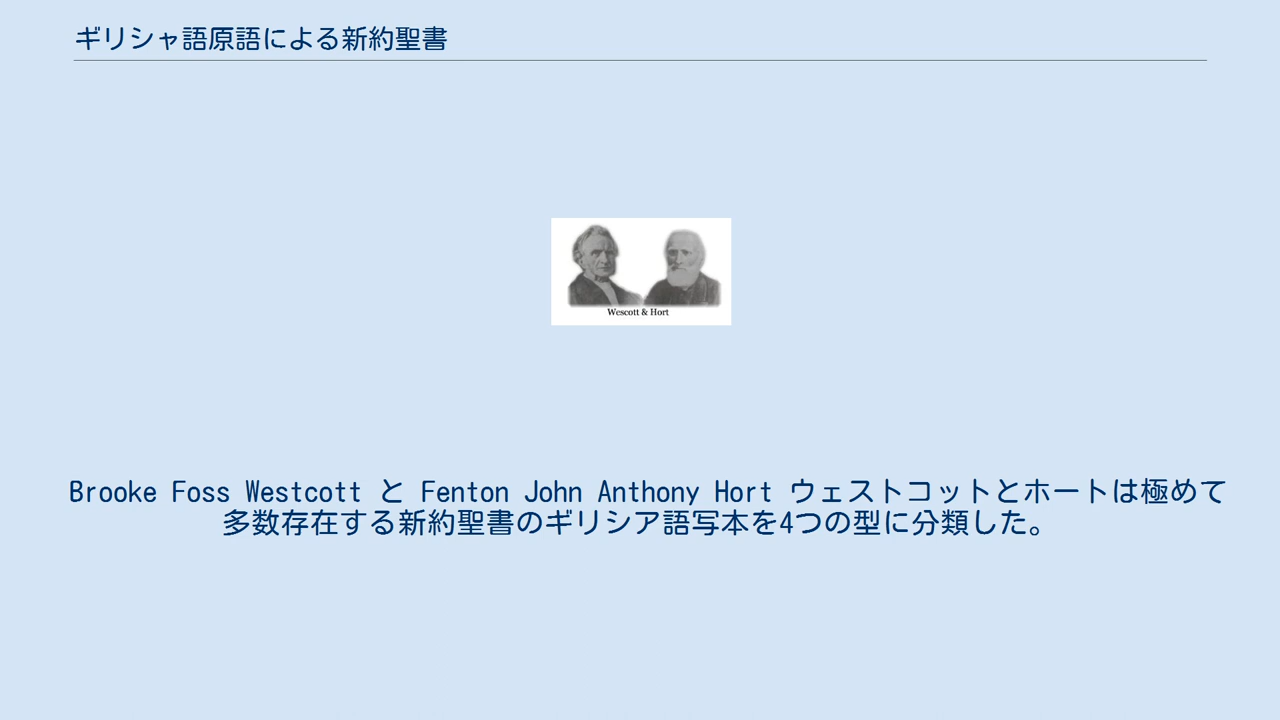 ギリシャ語原語による新約聖書
Wescott & Hort
Brooke Foss Westcott と Fenton John Anthony Hort ウェストコットとホートは極めて
多数存在する新約聖書のギリシア語写本を4つの型に分類した。